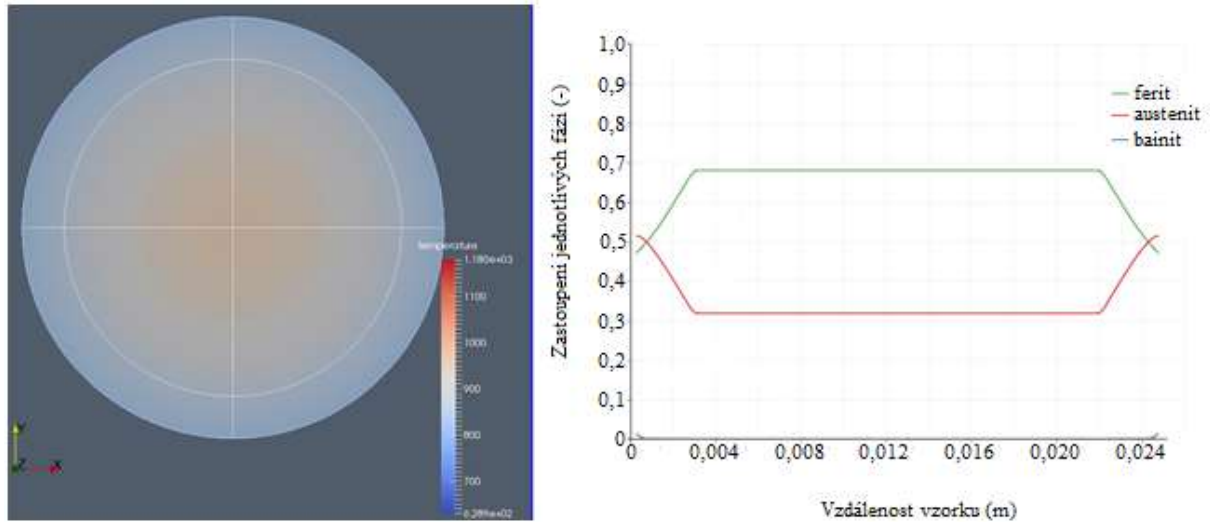 temperature
1.180e+03
1100
1000
900
800
700
6.289e+02
Y
Z
X
Zastoupení jednotlivých fází (-)
1,0
0,9
0,8
0,7
0,6
0,5
0,4
0,3
0,2
0,1
0
0 0,004 0,008 0,012 0,016 0,020 0,024
Vzdálenost vzorku (m)
ferit
austenit
bainit